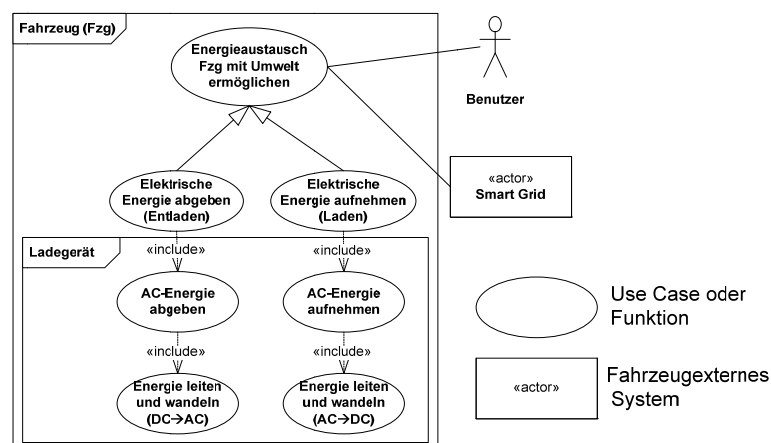 Fahrzeug (Fzg)
Energieaustausch
Fzg mit Umwelt
ermöglichen
Benutzer
«actor»
Smart Grid
Elektrische
Energie abgeben
(Entladen)
Elektrische
Energie aufnehmen
(Laden)
Ladegerät
«include»
«include»
AC-Energie
abgeben
AC-Energie
aufnehmen
«include»
«include»
Energie leiten
und wandeln
(DC→AC)
Energie leiten
und wandeln
(AC→DC)
Use Case oder
Funktion
«actor»
Fahrzeugexternes
System